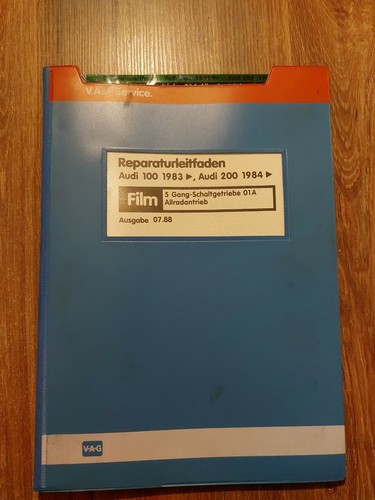 V.A.G Service.
Reparaturleitfaden
Audi 100 1983 ►, Audi 200 1984 ►
+Film 5 Gang-Schaltgetriebe 01A
Allradantrieb
Ausgabe 07.88
V·A·G